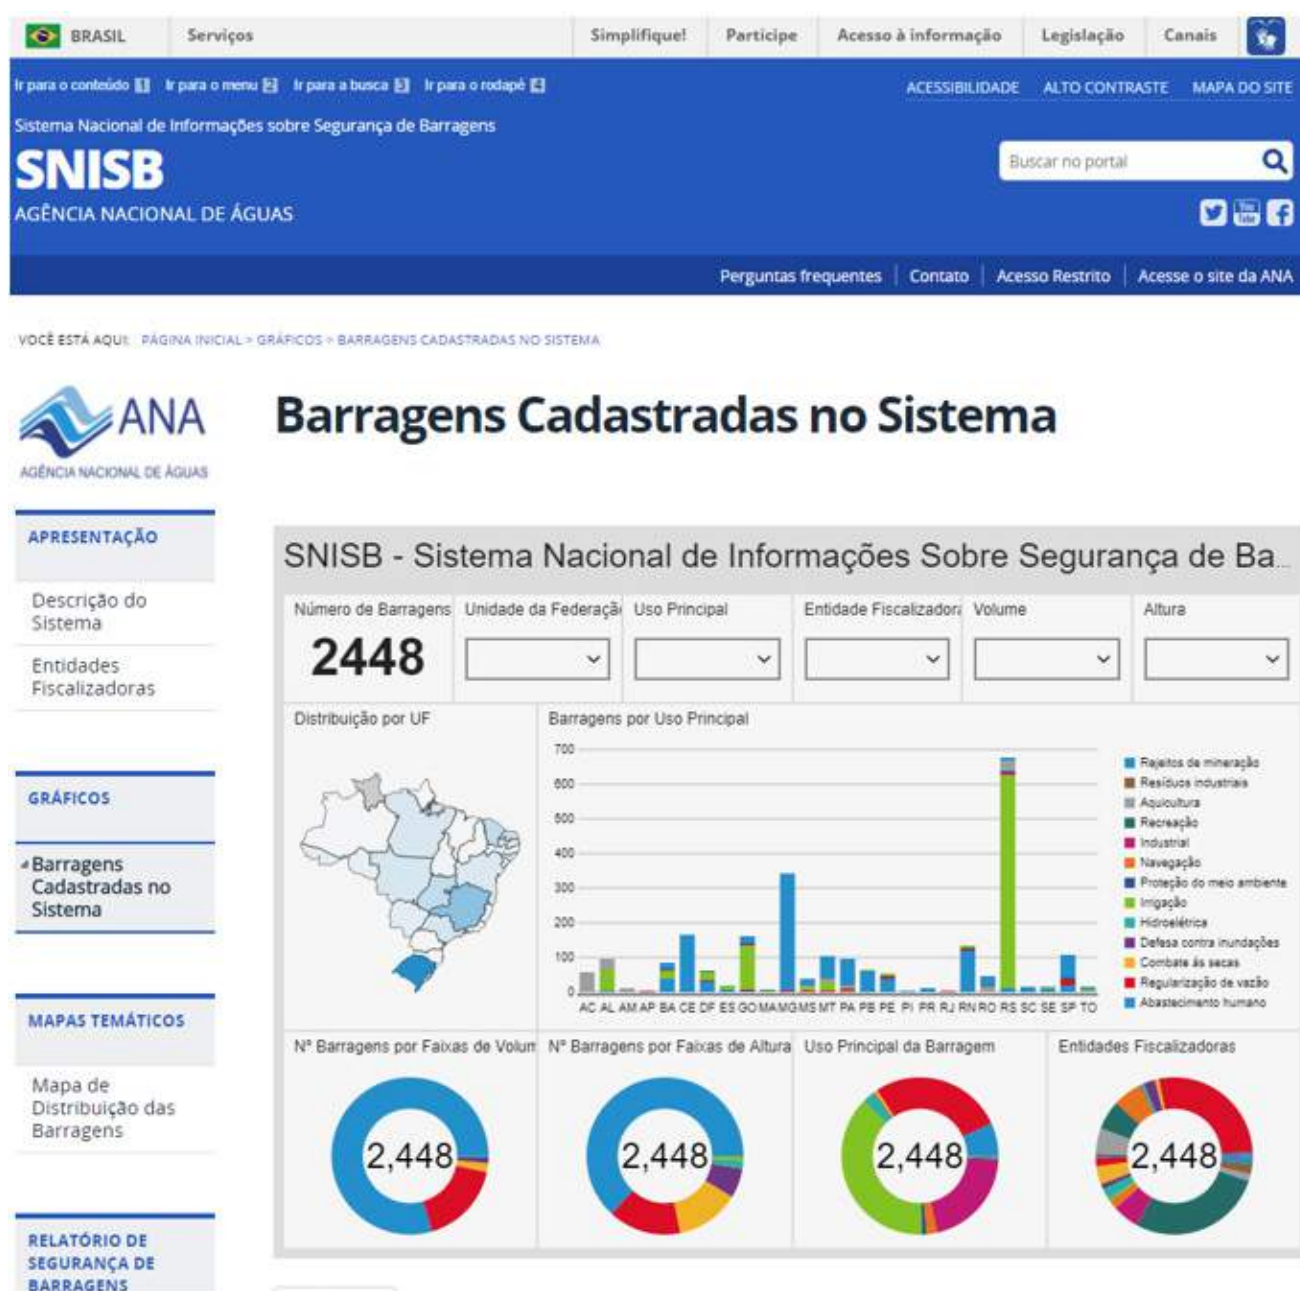 BRASIL Serviços Simplifique! Participe Acesso à informação Legislação Canais
Ir para o conteúdo 1 Ir para o menu 2 Ir para a busca 3 Ir para o rodapé 4 ACESSIBILIDADE ALTO CONTRASTE MAPA DO SITE
Sistema Nacional de Informações sobre Segurança de Barragens
SNISB
Buscar no portal
AGÊNCIA NACIONAL DE ÁGUAS
You Tube
Perguntas frequentes Contato Acesso Restrito Acesse o site da ANA
VOCÊ ESTÁ AQUI: PÁGINA INICIAL > GRÁFICOS > BARRAGENS CADASTRADAS NO SISTEMA
ANA
AGÊNCIA NACIONAL DE ÁGUAS
Barragens Cadastradas no Sistema
APRESENTAÇÃO
Descrição do
Sistema
Entidades
Fiscalizadoras
GRÁFICOS
Barragens
Cadastradas no
Sistema
MAPAS TEMÁTICOS
Mapa de
Distribuição das
Barragens
RELATÓRIO DE
SEGURANÇA DE
BARRAGENS
SNISB - Sistema Nacional de Informações Sobre Segurança de Ba...
Número de Barragens Unidade da Federaçã Uso Principal Entidade Fiscalizadora Volume Altura
2448
Distribuição por UF
Barragens por Uso Principal
700
600
500
400
300
200
100
0
AC AL AM AP BA CE DF ES GO MA MG MS MT PA PB PE PI PR RJ RN RO RS SC SE SP TO
Rejeitos de mineração
Resíduos industriais
Aquicultura
Recreação
Industrial
Navegação
Proteção do meio ambiente
Irrigação
Hidroelétrica
Defesa contra inundações
Combate às secas
Regularização de vazão
Abastecimento humano
Nº Barragens por Faixas de Volum Nº Barragens por Faixas de Altura Uso Principal da Barragem Entidades Fiscalizadoras
2,448 2,448 2,448 2,448